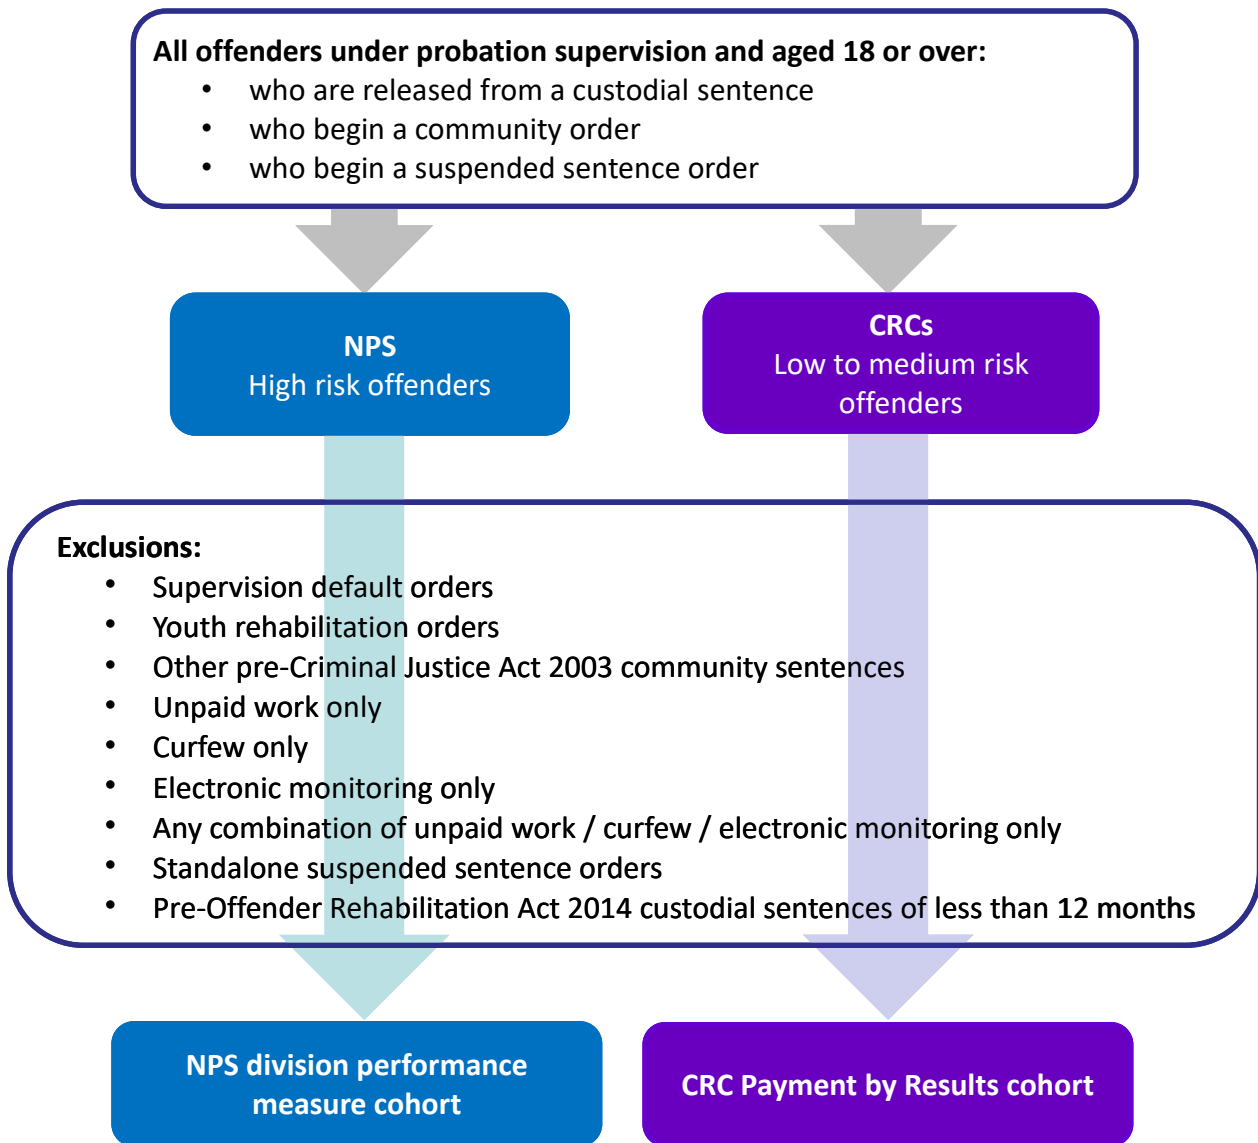 All offenders under probation supervision and aged 18 or over:
• who are released from a custodial sentence
• who begin a community order
• who begin a suspended sentence order
NPS
High risk offenders
CRCs
Low to medium risk
offenders
Exclusions:
• Supervision default orders
• Youth rehabilitation orders
• Other pre-Criminal Justice Act 2003 community sentences
• Unpaid work only
• Curfew only
• Electronic monitoring only
• Any combination of unpaid work / curfew / electronic monitoring only
• Standalone suspended sentence orders
• Pre-Offender Rehabilitation Act 2014 custodial sentences of less than 12 months
NPS division performance
measure cohort
CRC Payment by Results cohort